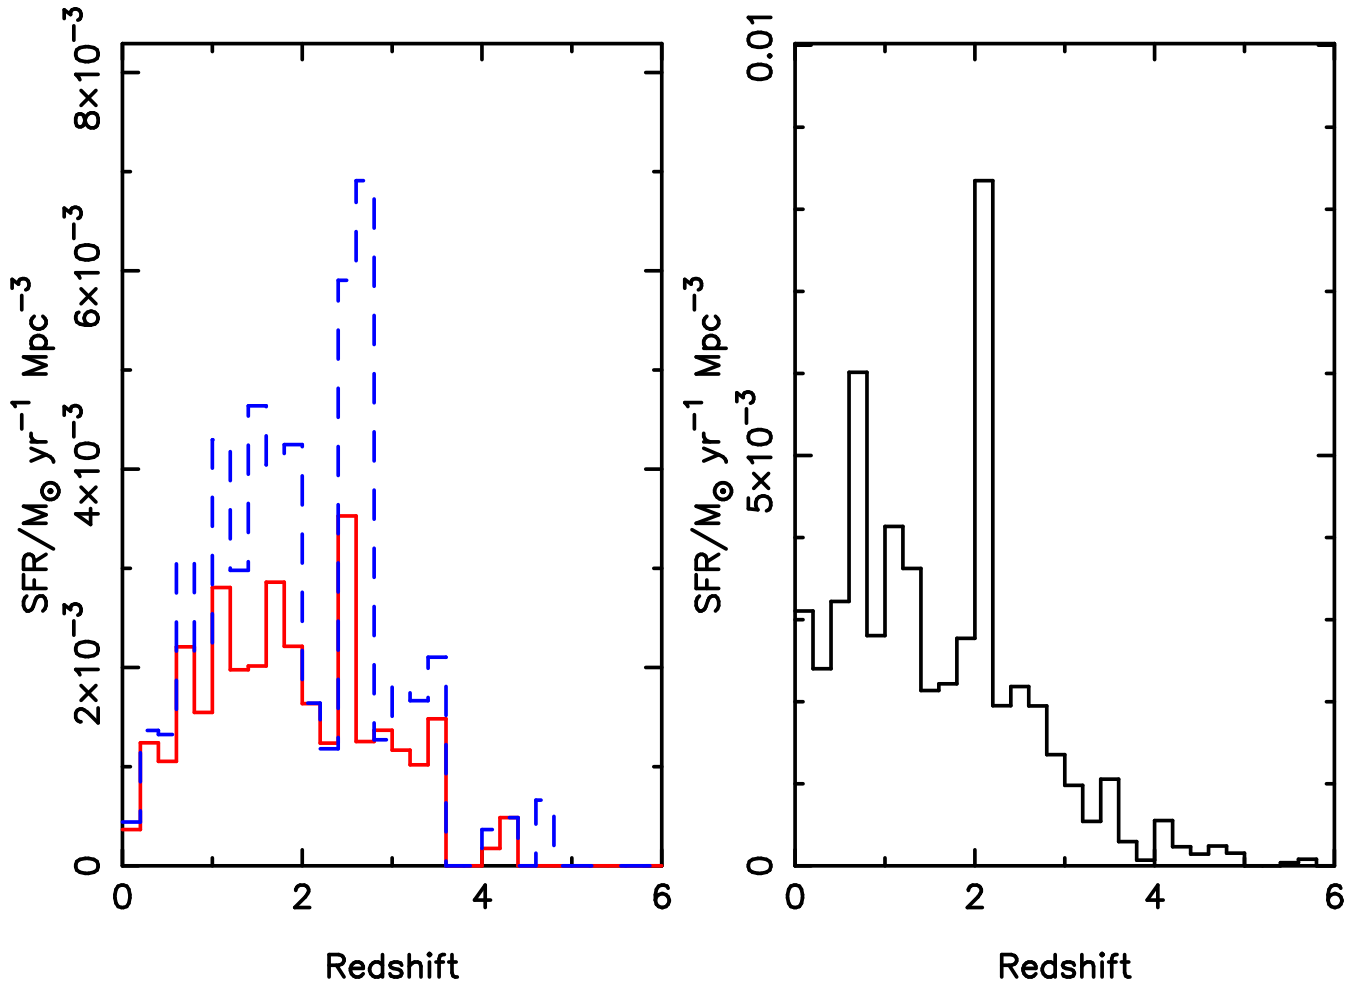 SFR/M⊙ yr⁻¹ Mpc⁻³
8×10⁻³
6×10⁻³
4×10⁻³
2×10⁻³
0
0 2 4 6
Redshift
SFR/M⊙ yr⁻¹ Mpc⁻³
0.01
5×10⁻³
0
0 2 4 6
Redshift